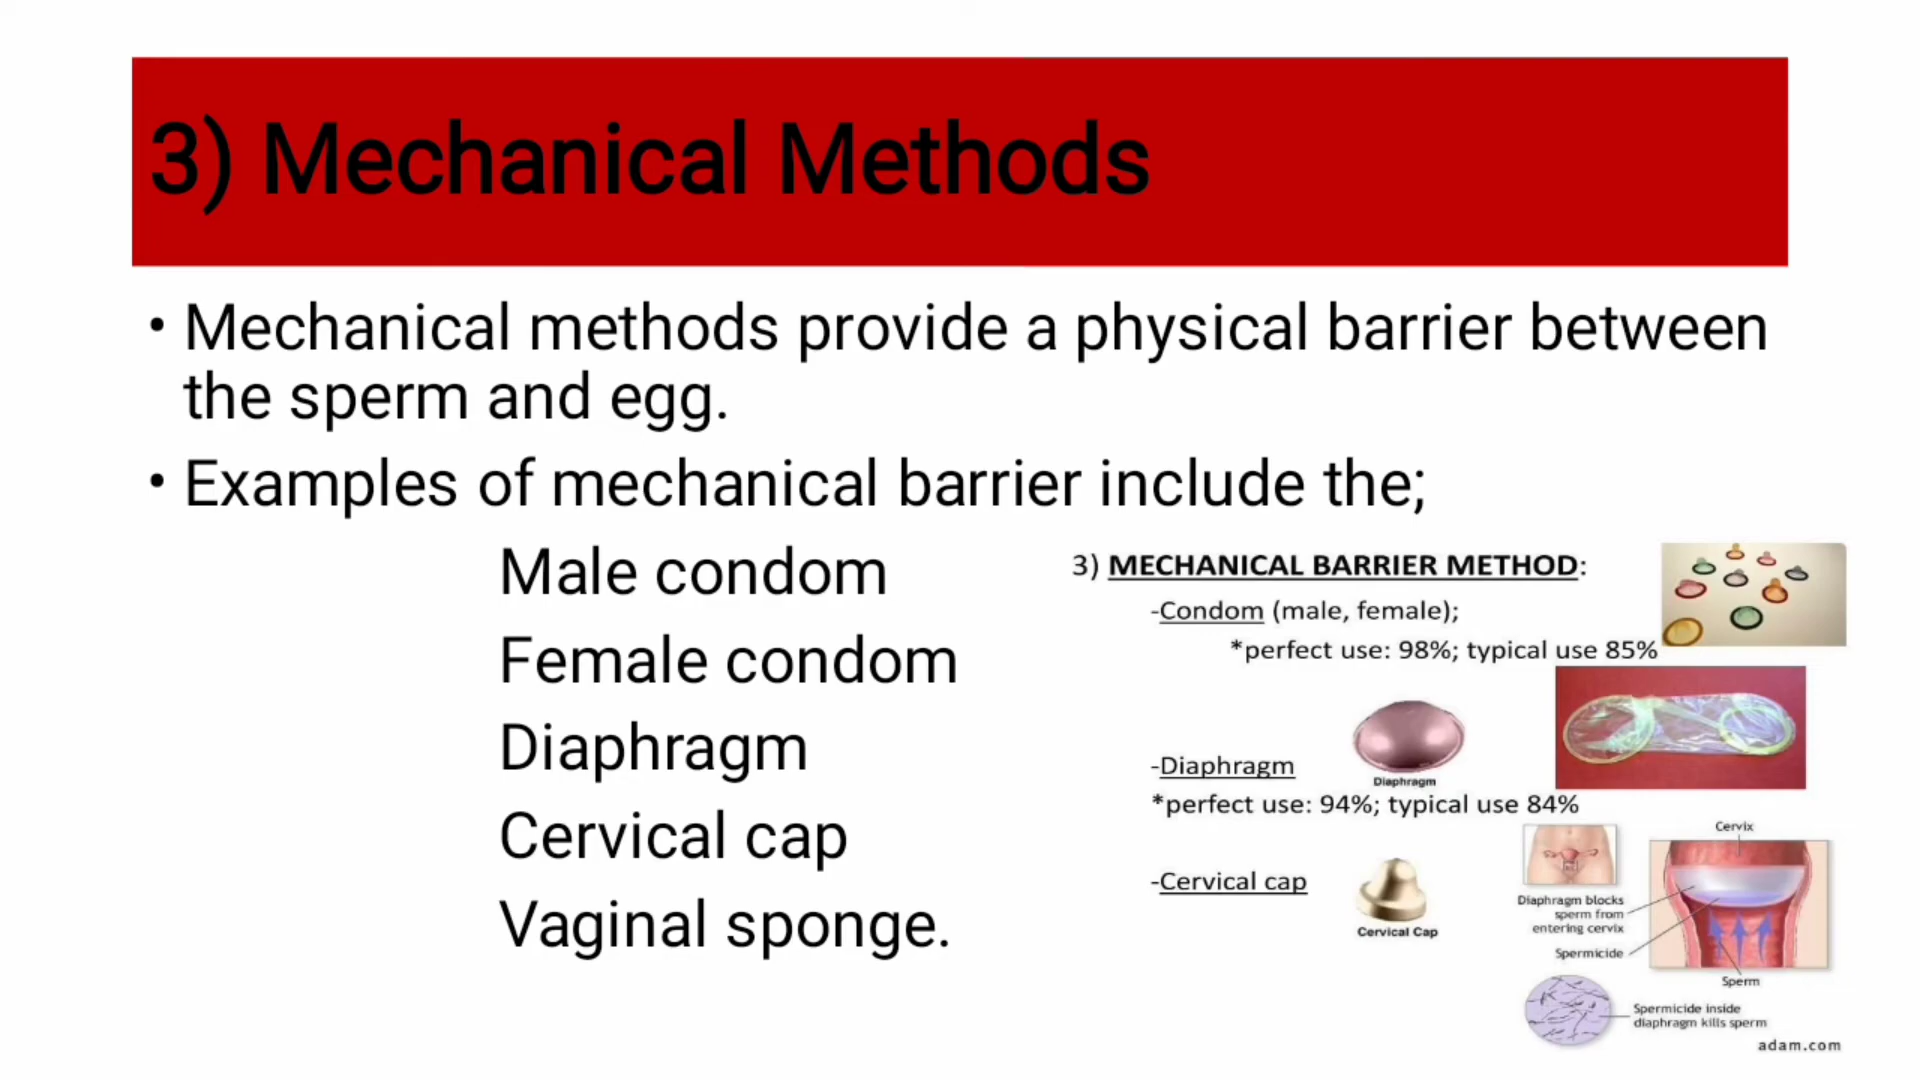 3) Mechanical Methods
• Mechanical methods provide a physical barrier between
the sperm and egg.
• Examples of mechanical barrier include the;
Male condom
Female condom
Diaphragm
Cervical cap
Vaginal sponge.
3) MECHANICAL BARRIER METHOD:
-Condom (male, female);
*perfect use: 98%; typical use 85%
Diaphragm
-Diaphragm
*perfect use: 94%; typical use 84%
-Cervical cap
Cervical Cap
Cervix
Diaphragm blocks
sperm from
entering cervix
Spermicide
Sperm
Spermicide inside
diaphragm kills sperm
adam.com